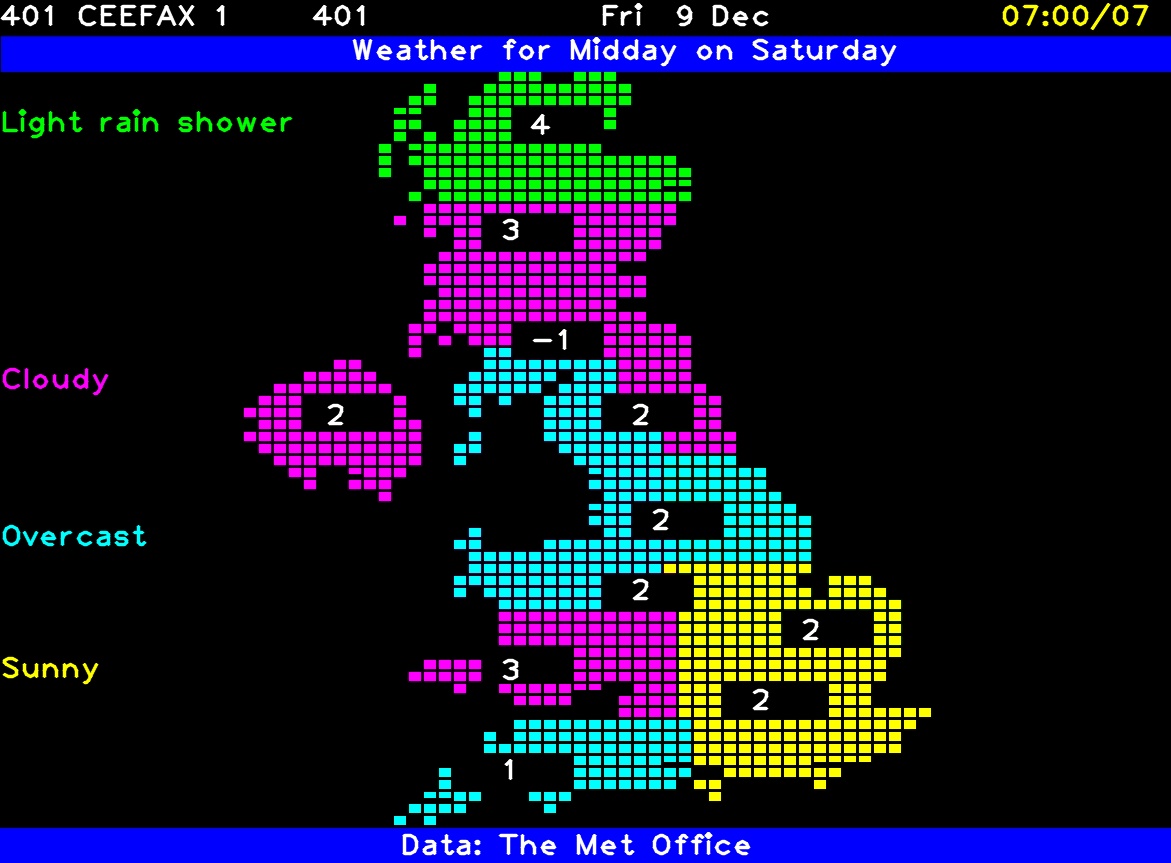 401 CEEFAX 1 401 Fri 9 Dec 07:00/07
Weather for Midday on Saturday
Light rain shower
4
3
-1
Cloudy
2 2
2
Overcast
2
2
Sunny
3
2
1
Data: The Met Office